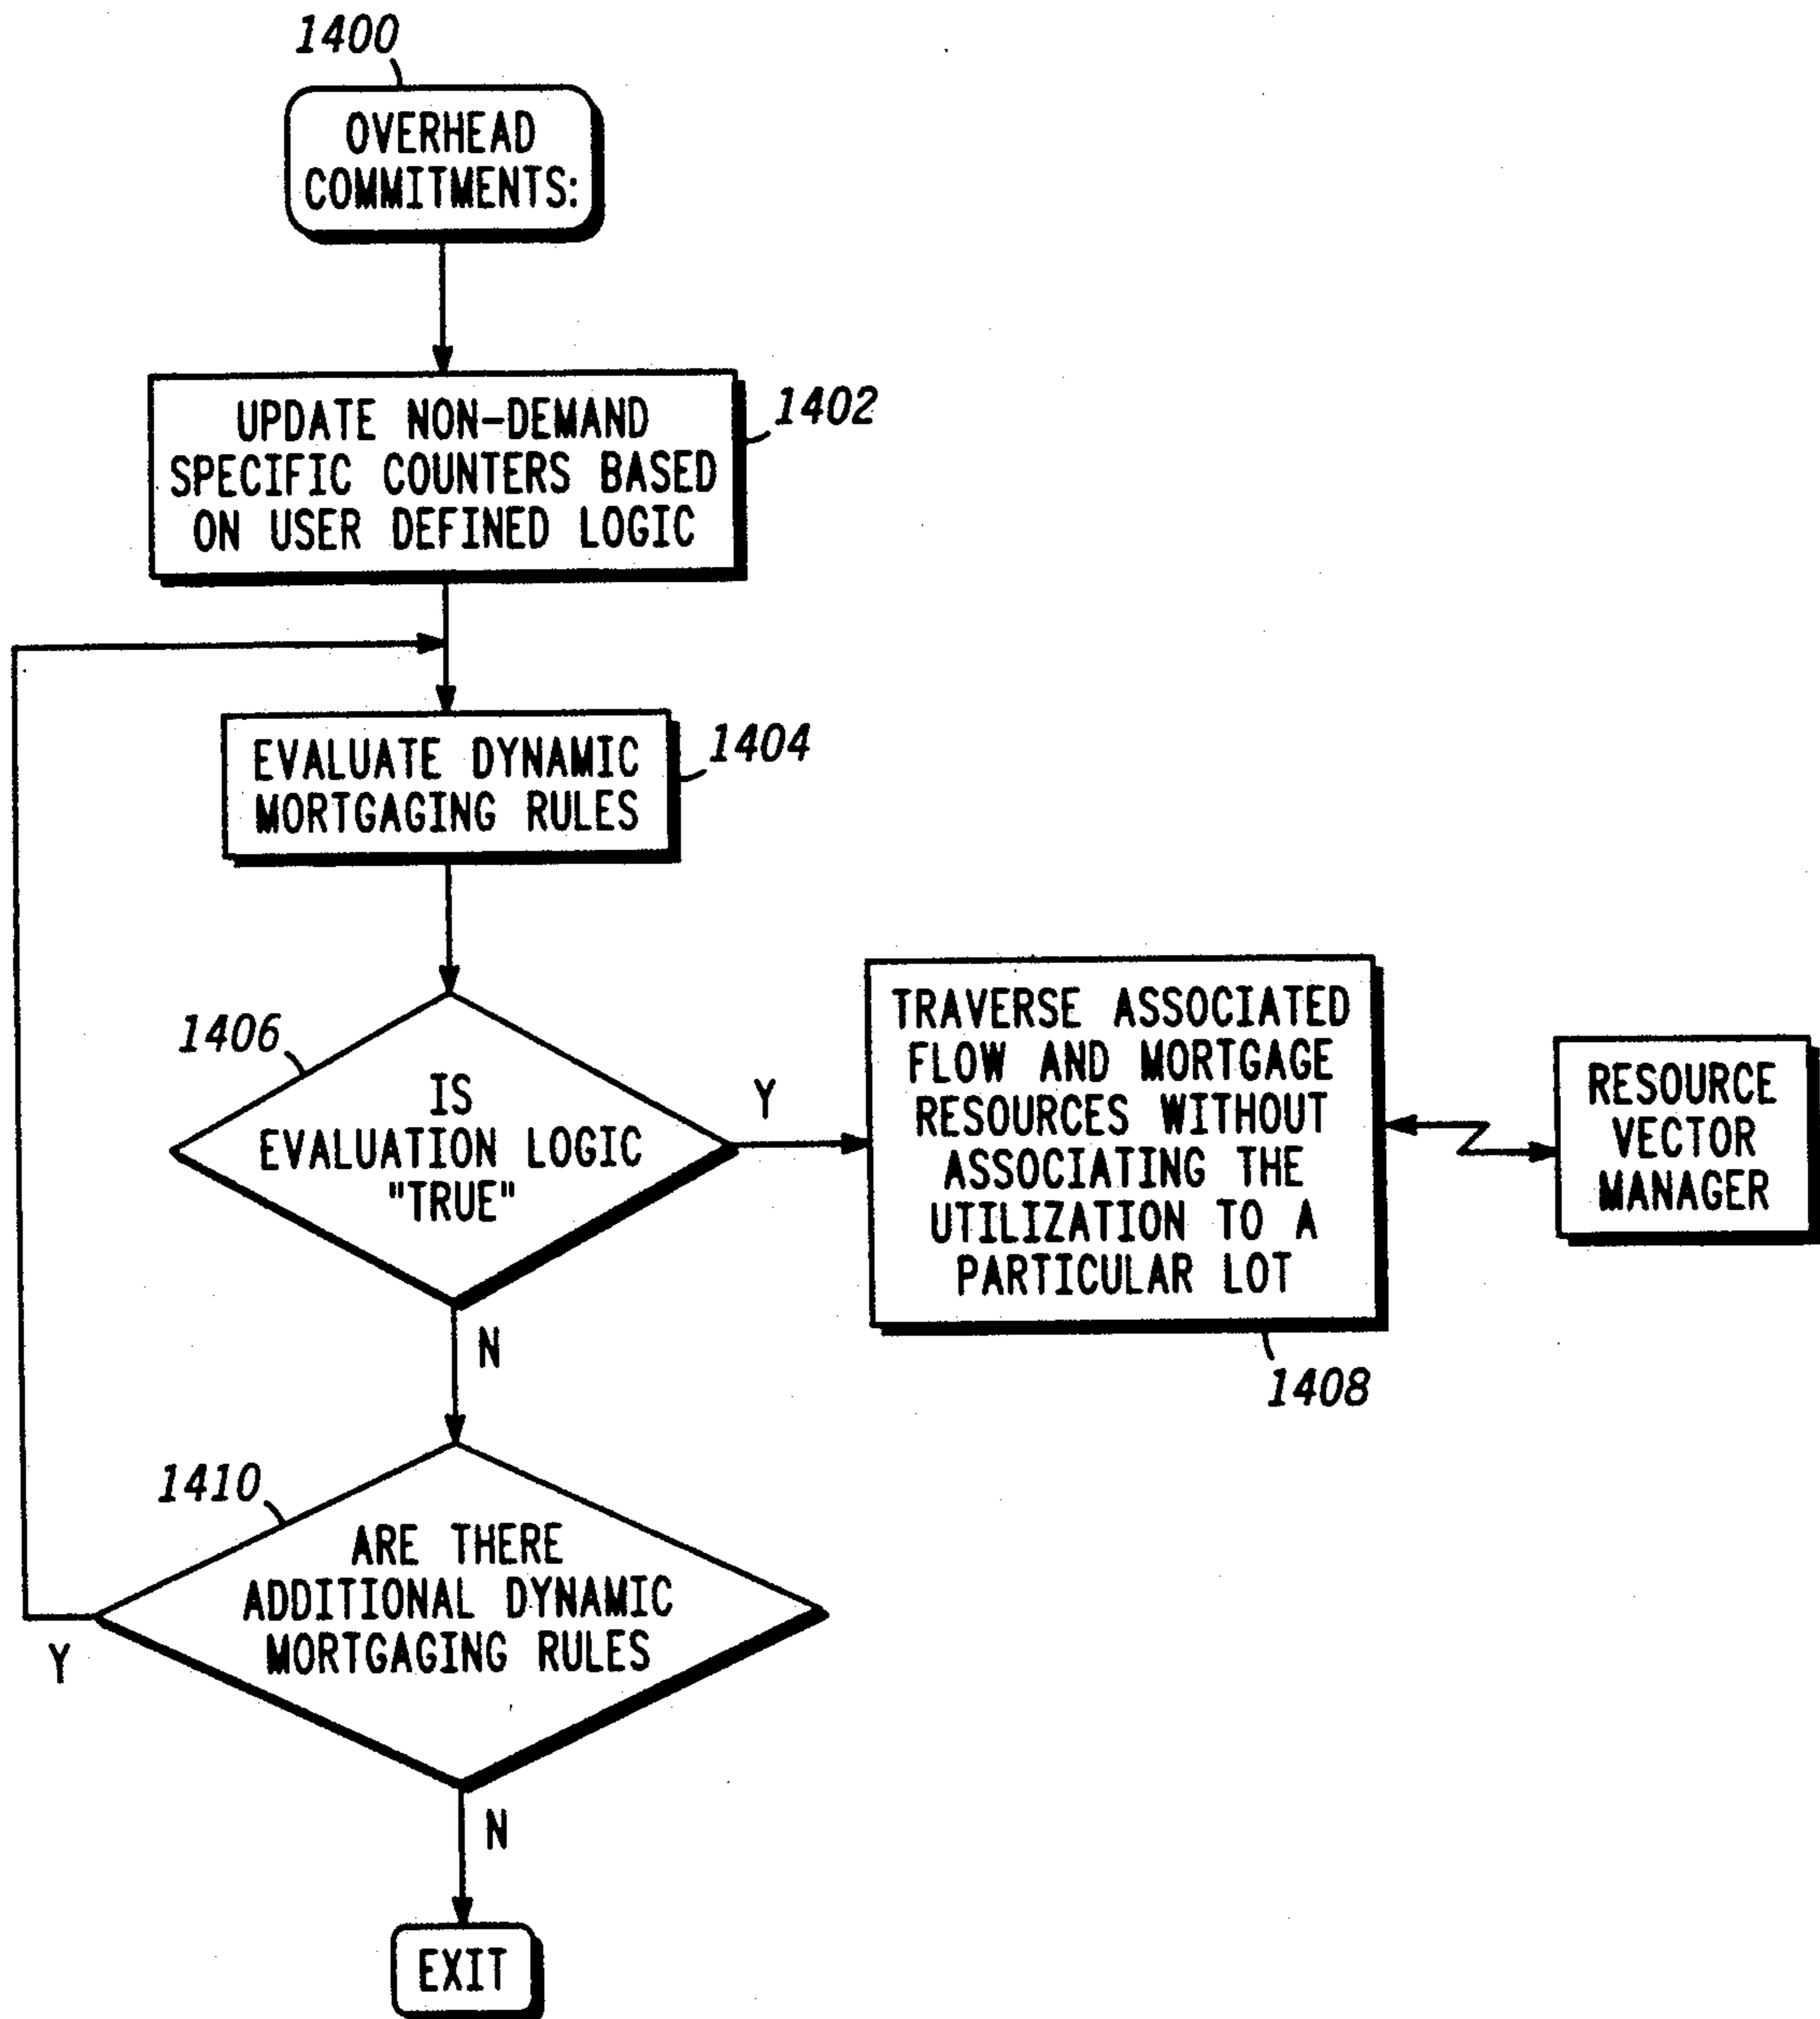 1400
OVERHEAD
COMMITMENTS:
UPDATE NON-DEMAND
SPECIFIC COUNTERS BASED
ON USER DEFINED LOGIC
1402
EVALUATE DYNAMIC
MORTGAGING RULES
1404
1406
IS
EVALUATION LOGIC
"TRUE"
Y
TRAVERSE ASSOCIATED
FLOW AND MORTGAGE
RESOURCES WITHOUT
ASSOCIATING THE
UTILIZATION TO A
PARTICULAR LOT
1408
RESOURCE
VECTOR
MANAGER
N
1410
ARE THERE
ADDITIONAL DYNAMIC
MORTGAGING RULES
Y
N
EXIT